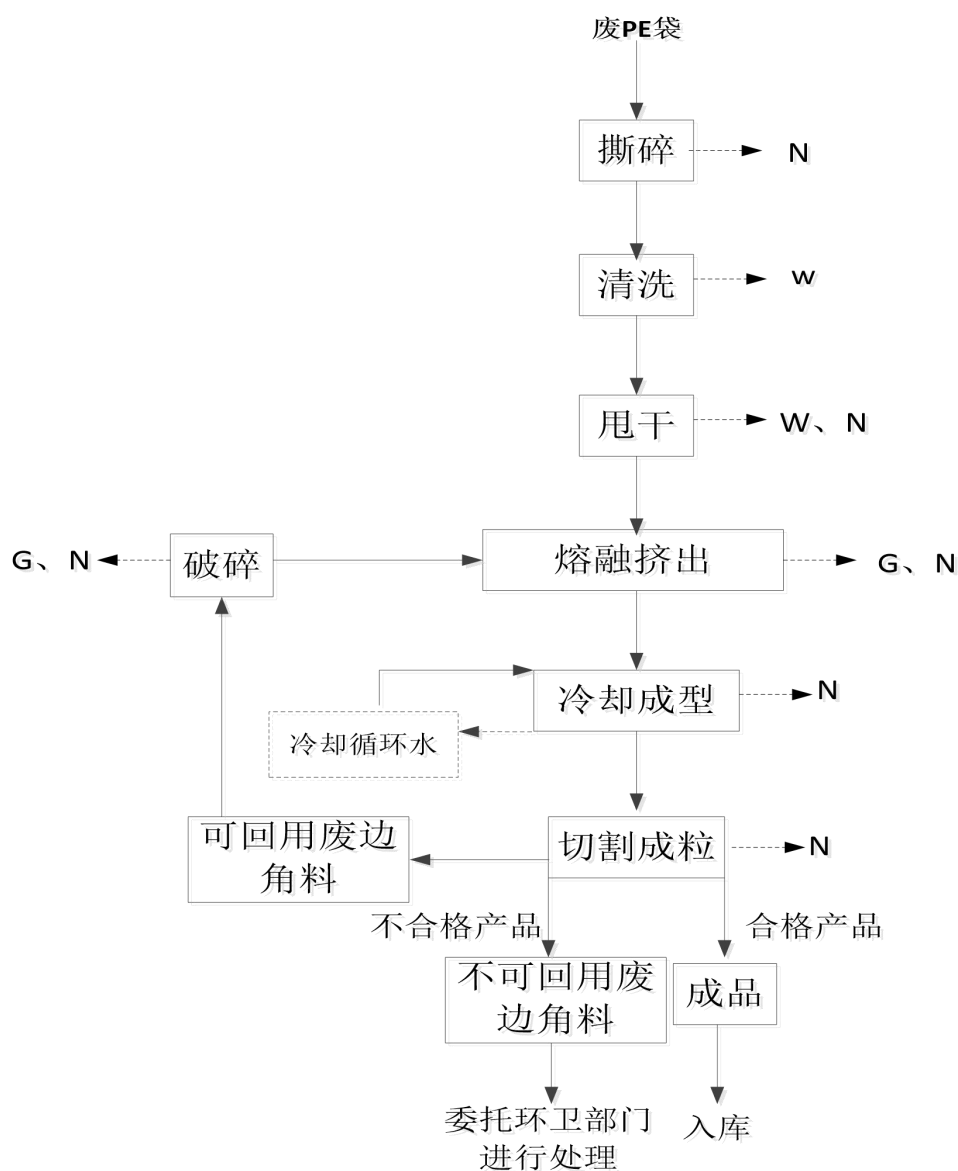 废PE袋
撕碎
N
清洗
w
甩干
W、N
G、N
破碎
熔融挤出
G、N
冷却成型
N
冷却循环水
可回用废边
角料
切割成粒
N
不合格产品
合格产品
不可回用废
边角料
成品
委托环卫部门
进行处理
入库